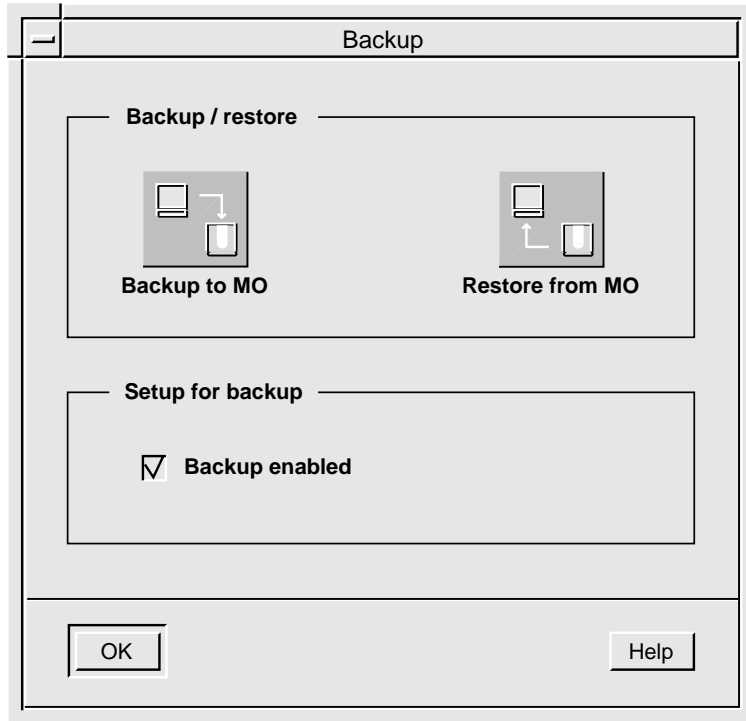 Backup
Backup / restore
Backup to MO
Restore from MO
Setup for backup
Backup enabled
OK
Help